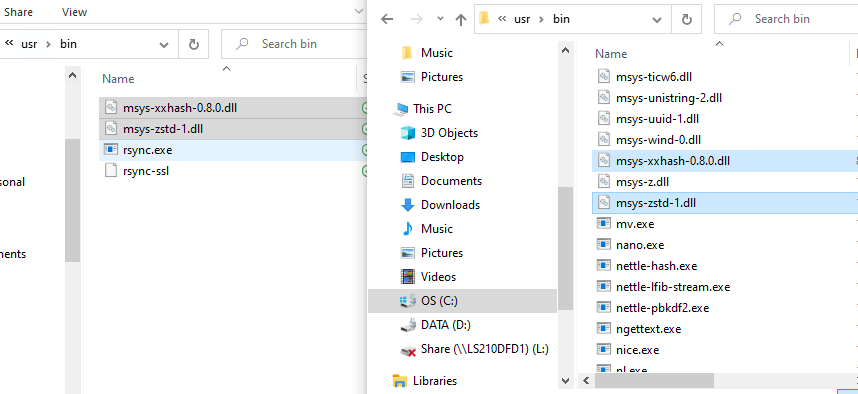 Share
View
usr
bin
Search bin
Name
msys-xxhash-0.8.0.dll
msys-zstd-1.dll
rsync.exe
rsync-ssl
usr
bin
Search bin
Music
Pictures
This PC
3D Objects
Desktop
Documents
Downloads
Music
Pictures
Videos
OS (C:)
DATA (D:)
Share (\\LS210DFD1) (L:)
Libraries
Name
msys-ticw6.dll
msys-unistring-2.dll
msys-uuid-1.dll
msys-wind-0.dll
msys-xxhash-0.8.0.dll
msys-z.dll
msys-zstd-1.dll
mv.exe
nano.exe
nettle-hash.exe
nettle-lfib-stream.exe
nettle-pbkdf2.exe
ngettext.exe
nice.exe
nl.exe